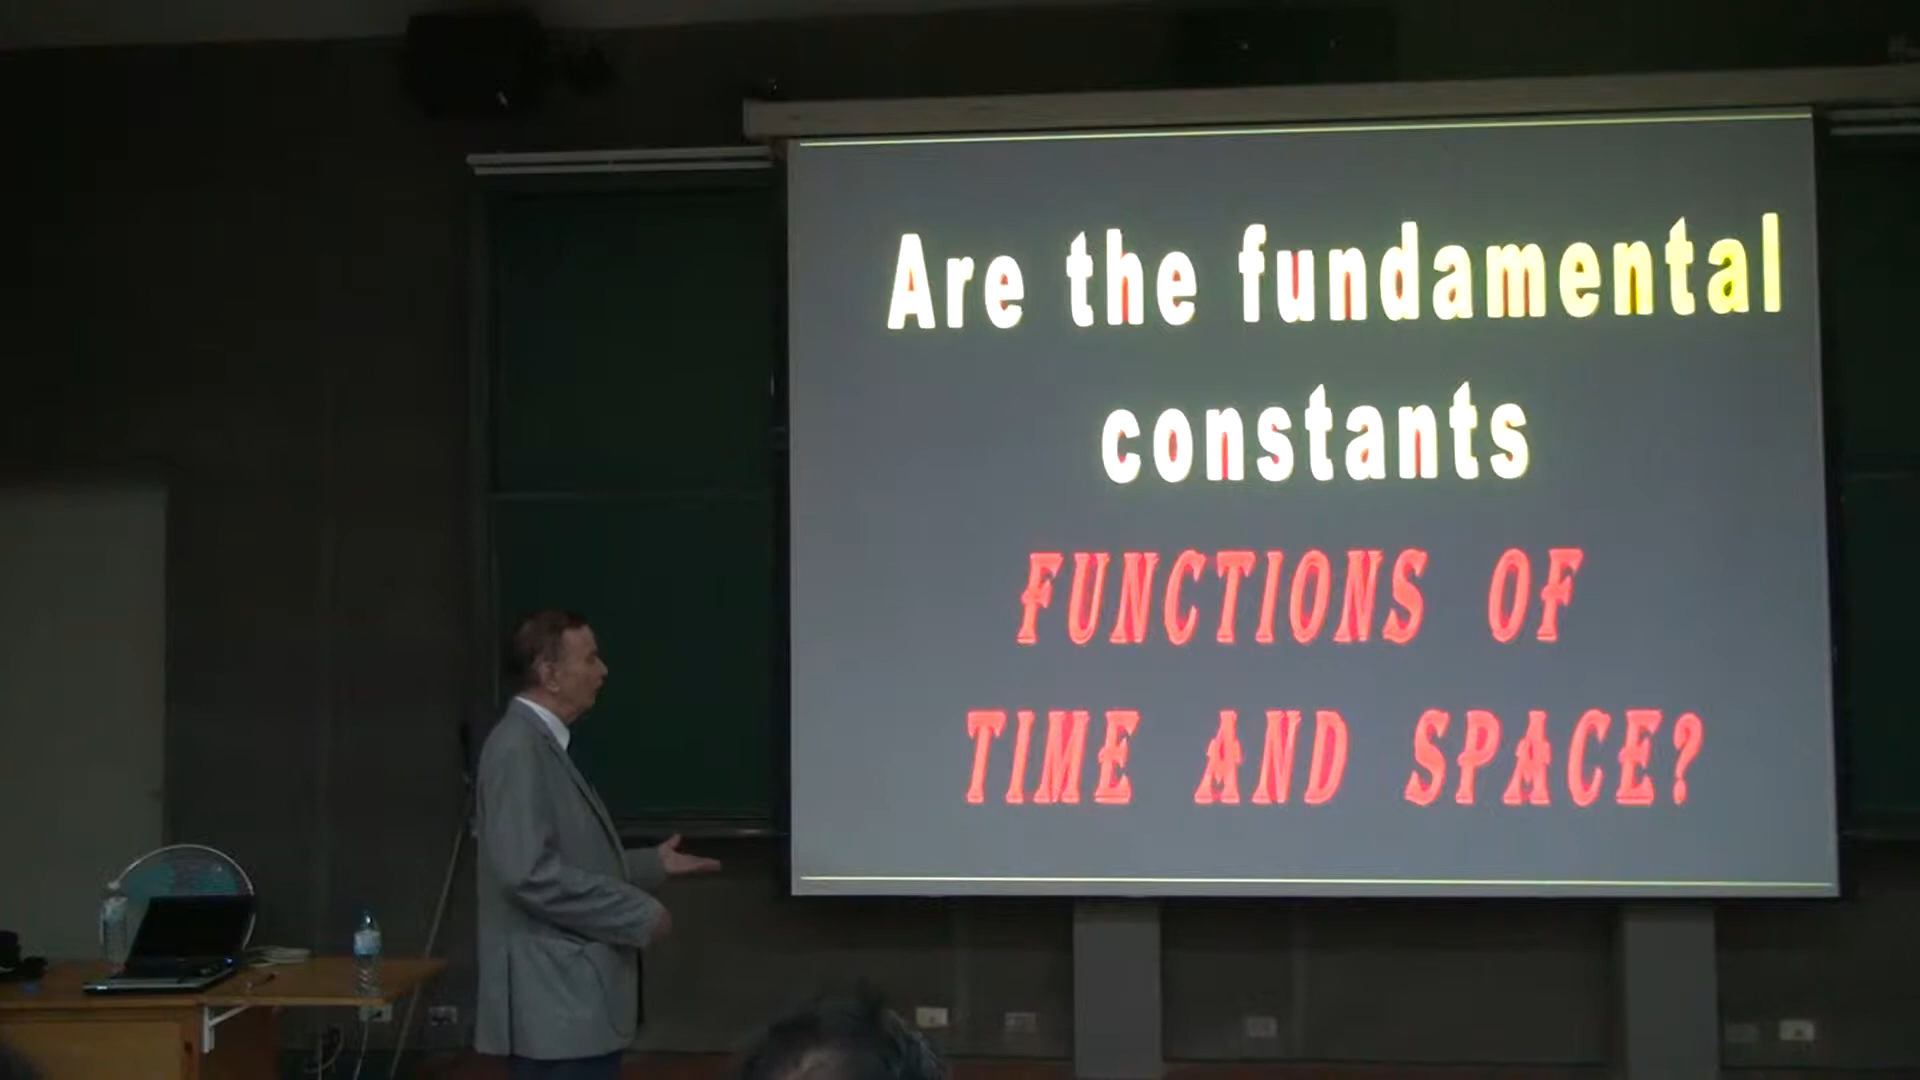 Are the fundamental
constants
FUNCTIONS OF
TIME AND SPACE?